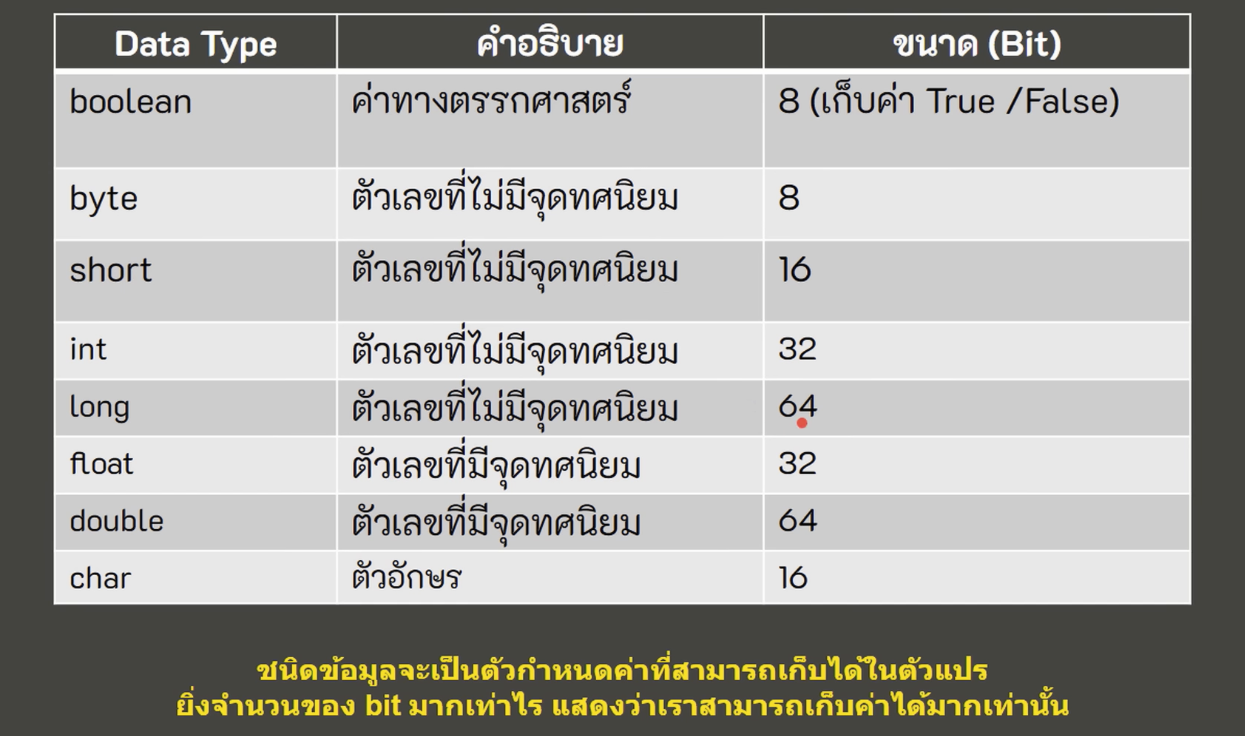 Data Type คำอธิบาย ขนาด (Bit)
boolean ค่าทางตรรกศาสตร์ 8 (เก็บค่า True /False)
byte ตัวเลขที่ไม่มีจุดทศนิยม 8
short ตัวเลขที่ไม่มีจุดทศนิยม 16
int ตัวเลขที่ไม่มีจุดทศนิยม 32
long ตัวเลขที่ไม่มีจุดทศนิยม 64
float ตัวเลขที่มีจุดทศนิยม 32
double ตัวเลขที่มีจุดทศนิยม 64
char ตัวอักษร 16
ชนิดข้อมูลจะเป็นตัวกำหนดค่าที่สามารถเก็บได้ในตัวแปร
ยิ่งจำนวนของ bit มากเท่าไร แสดงว่าเราสามารถเก็บค่าได้มากเท่านั้น